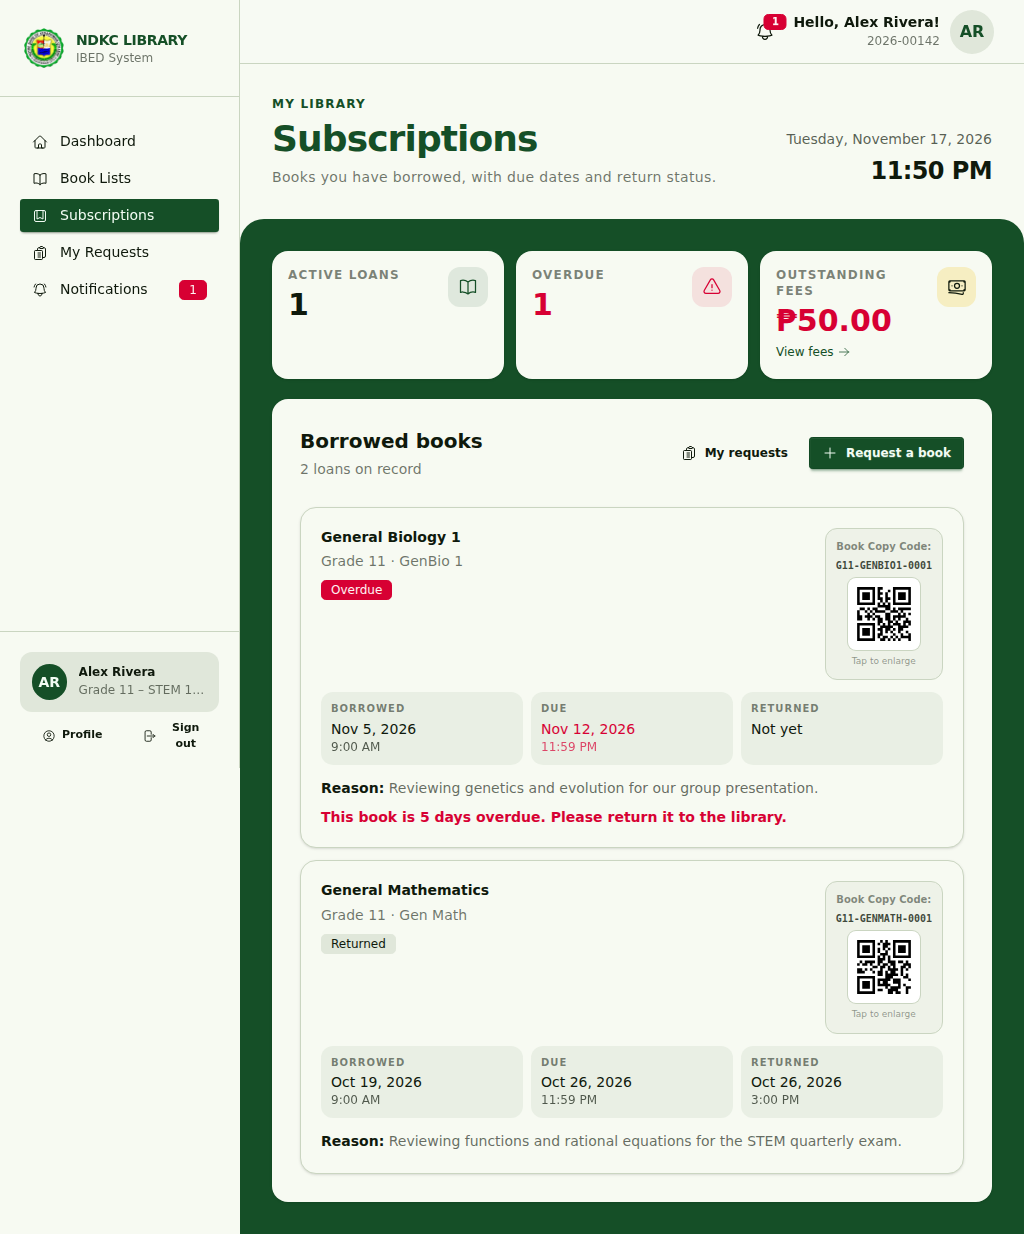 NDKC LIBRARY
IBED System
Dashboard
Book Lists
Subscriptions
My Requests
Notifications 1
Alex Rivera
AR
Grade 11 – STEM 1...
Profile
Sign out
1
Hello, Alex Rivera!
2026-00142
AR
MY LIBRARY
Subscriptions
Books you have borrowed, with due dates and return status.
Tuesday, November 17, 2026
11:50 PM
ACTIVE LOANS
1
OVERDUE
1
OUTSTANDING
FEES
₱50.00
View fees →
Borrowed books
2 loans on record
My requests
Request a book
General Biology 1
Grade 11 · GenBio 1
Overdue
Book Copy Code:
G11-GENBIO1-0001
Tap to enlarge
BORROWED
Nov 5, 2026
9:00 AM
DUE
Nov 12, 2026
11:59 PM
RETURNED
Not yet
Reason: Reviewing genetics and evolution for our group presentation.
This book is 5 days overdue. Please return it to the library.
General Mathematics
Grade 11 · Gen Math
Returned
Book Copy Code:
G11-GENMATH-0001
Tap to enlarge
BORROWED
Oct 19, 2026
9:00 AM
DUE
Oct 26, 2026
11:59 PM
RETURNED
Oct 26, 2026
3:00 PM
Reason: Reviewing functions and rational equations for the STEM quarterly exam.